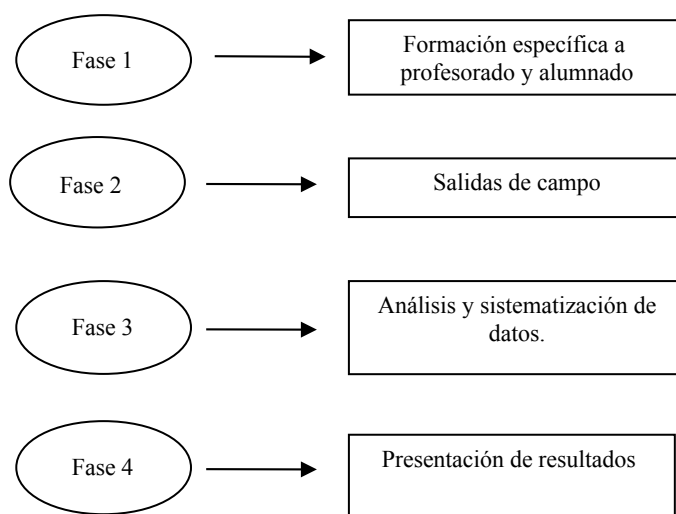 Fase 1
Formación específica a
profesorado y alumnado
Fase 2
Salidas de campo
Fase 3
Análisis y sistematización de
datos.
Fase 4
Presentación de resultados